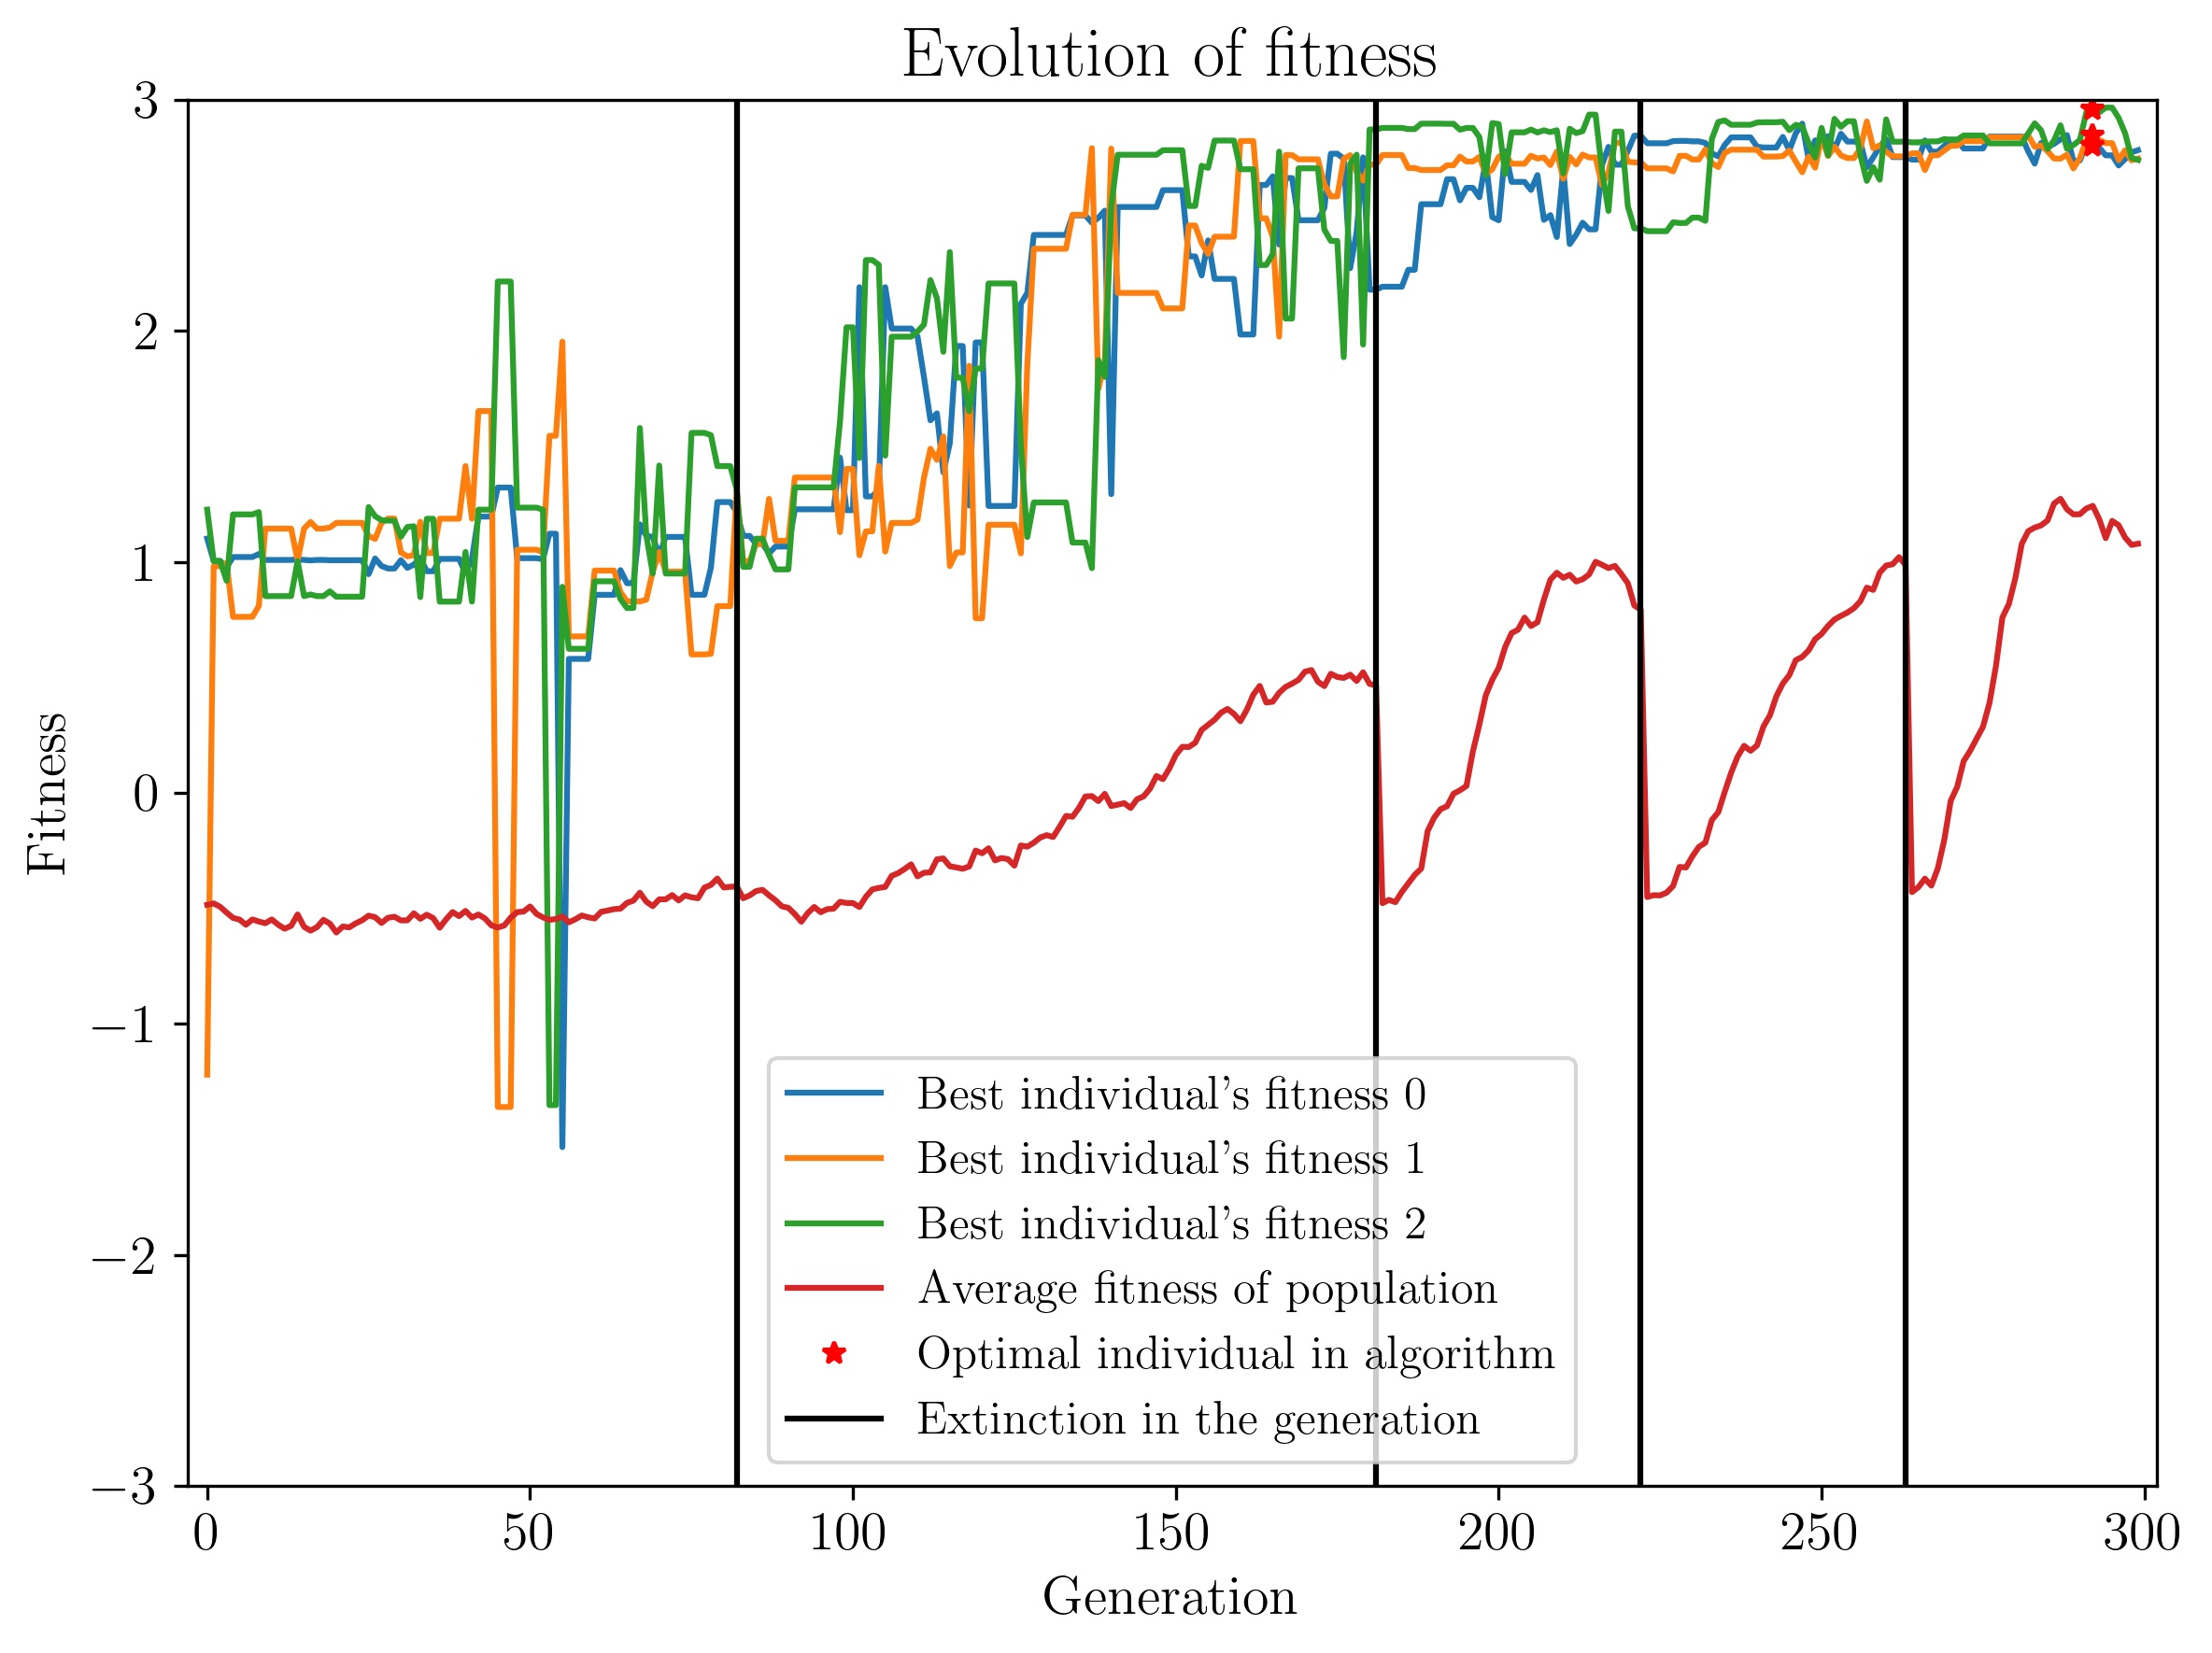 Evolution of fitness
3
2
1
0
−1
−2
−3
Fitness
Best individual's fitness 0
Best individual's fitness 1
Best individual's fitness 2
Average fitness of population
Optimal individual in algorithm
Extinction in the generation
0 50 100 150 200 250 300
Generation